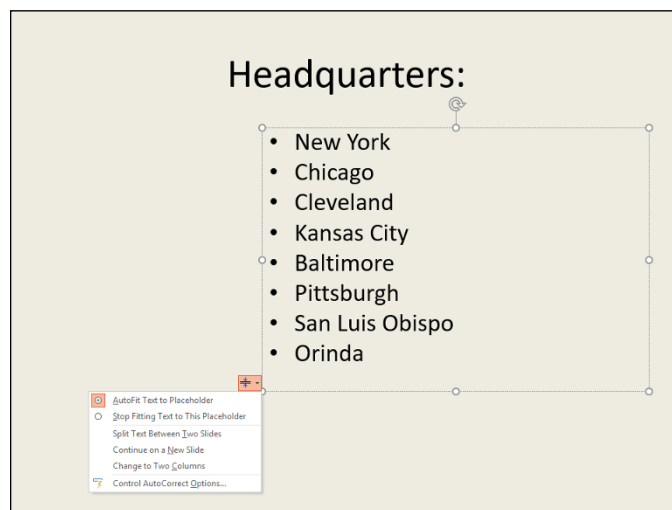 Headquarters:
• New York
• Chicago
• Cleveland
• Kansas City
• Baltimore
• Pittsburgh
• San Luis Obispo
• Orinda
AutoFit Text to Placeholder
Stop Fitting Text to This Placeholder
Split Text Between Two Slides
Continue on a New Slide
Change to Two Columns
Control AutoCorrect Options...